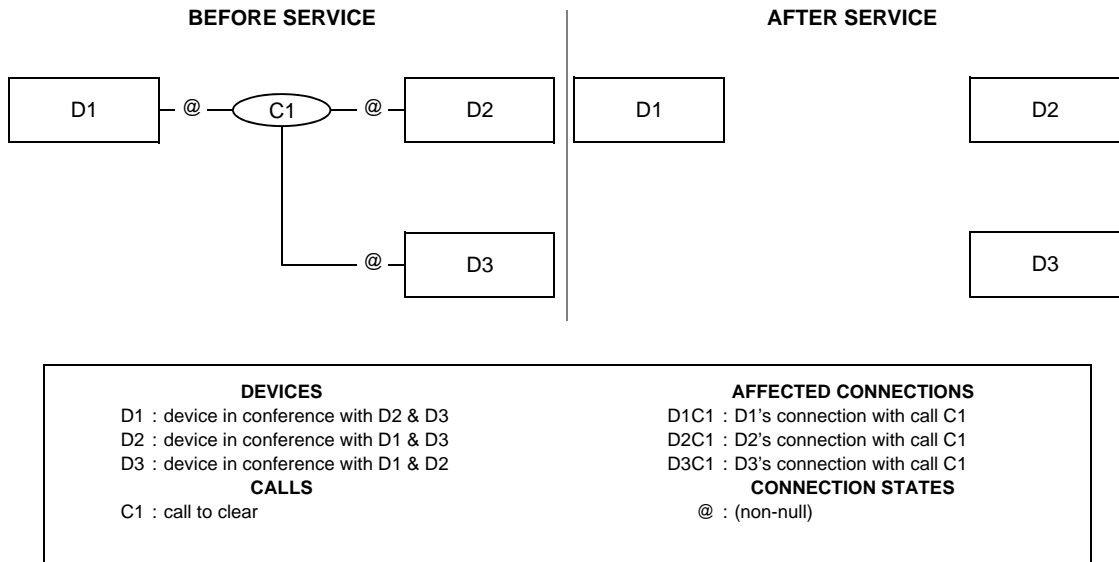 BEFORE SERVICE
AFTER SERVICE
D1 @ C1 @ D2
D1 D2
@ D3
D3
DEVICES
D1 : device in conference with D2 & D3
D2 : device in conference with D1 & D3
D3 : device in conference with D1 & D2
CALLS
C1 : call to clear
AFFECTED CONNECTIONS
D1C1 : D1’s connection with call C1
D2C1 : D2’s connection with call C1
D3C1 : D3’s connection with call C1
CONNECTION STATES
@ : (non-null)